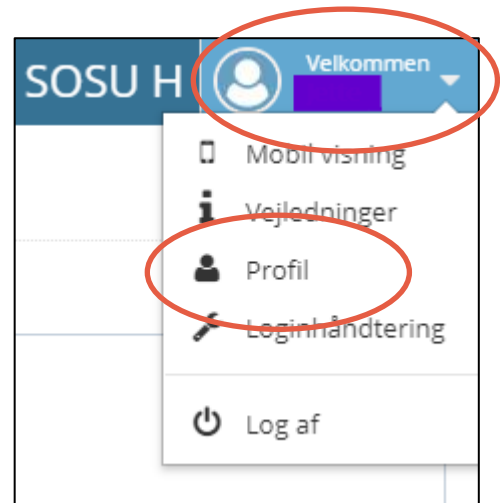 SOSU H
Velkommen
Mobil visning
Vejledninger
Profil
Loginhåndtering
Log af